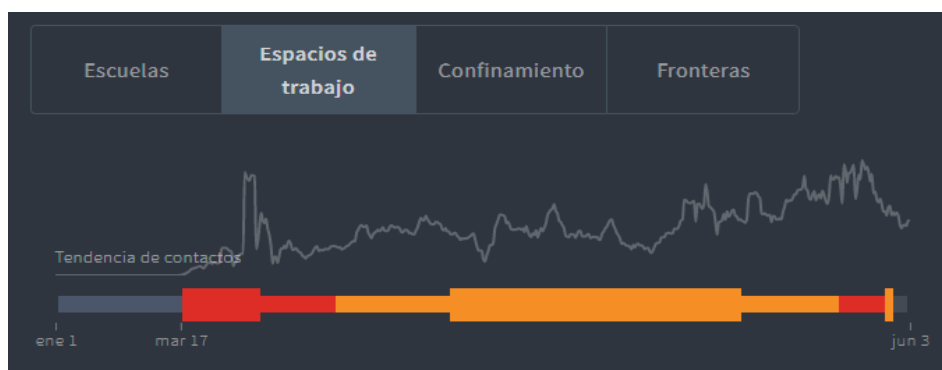 Escuelas
Espacios de
trabajo
Confinamiento
Fronteras
Tendencia de contactos
ene 1
mar 17
jun 3